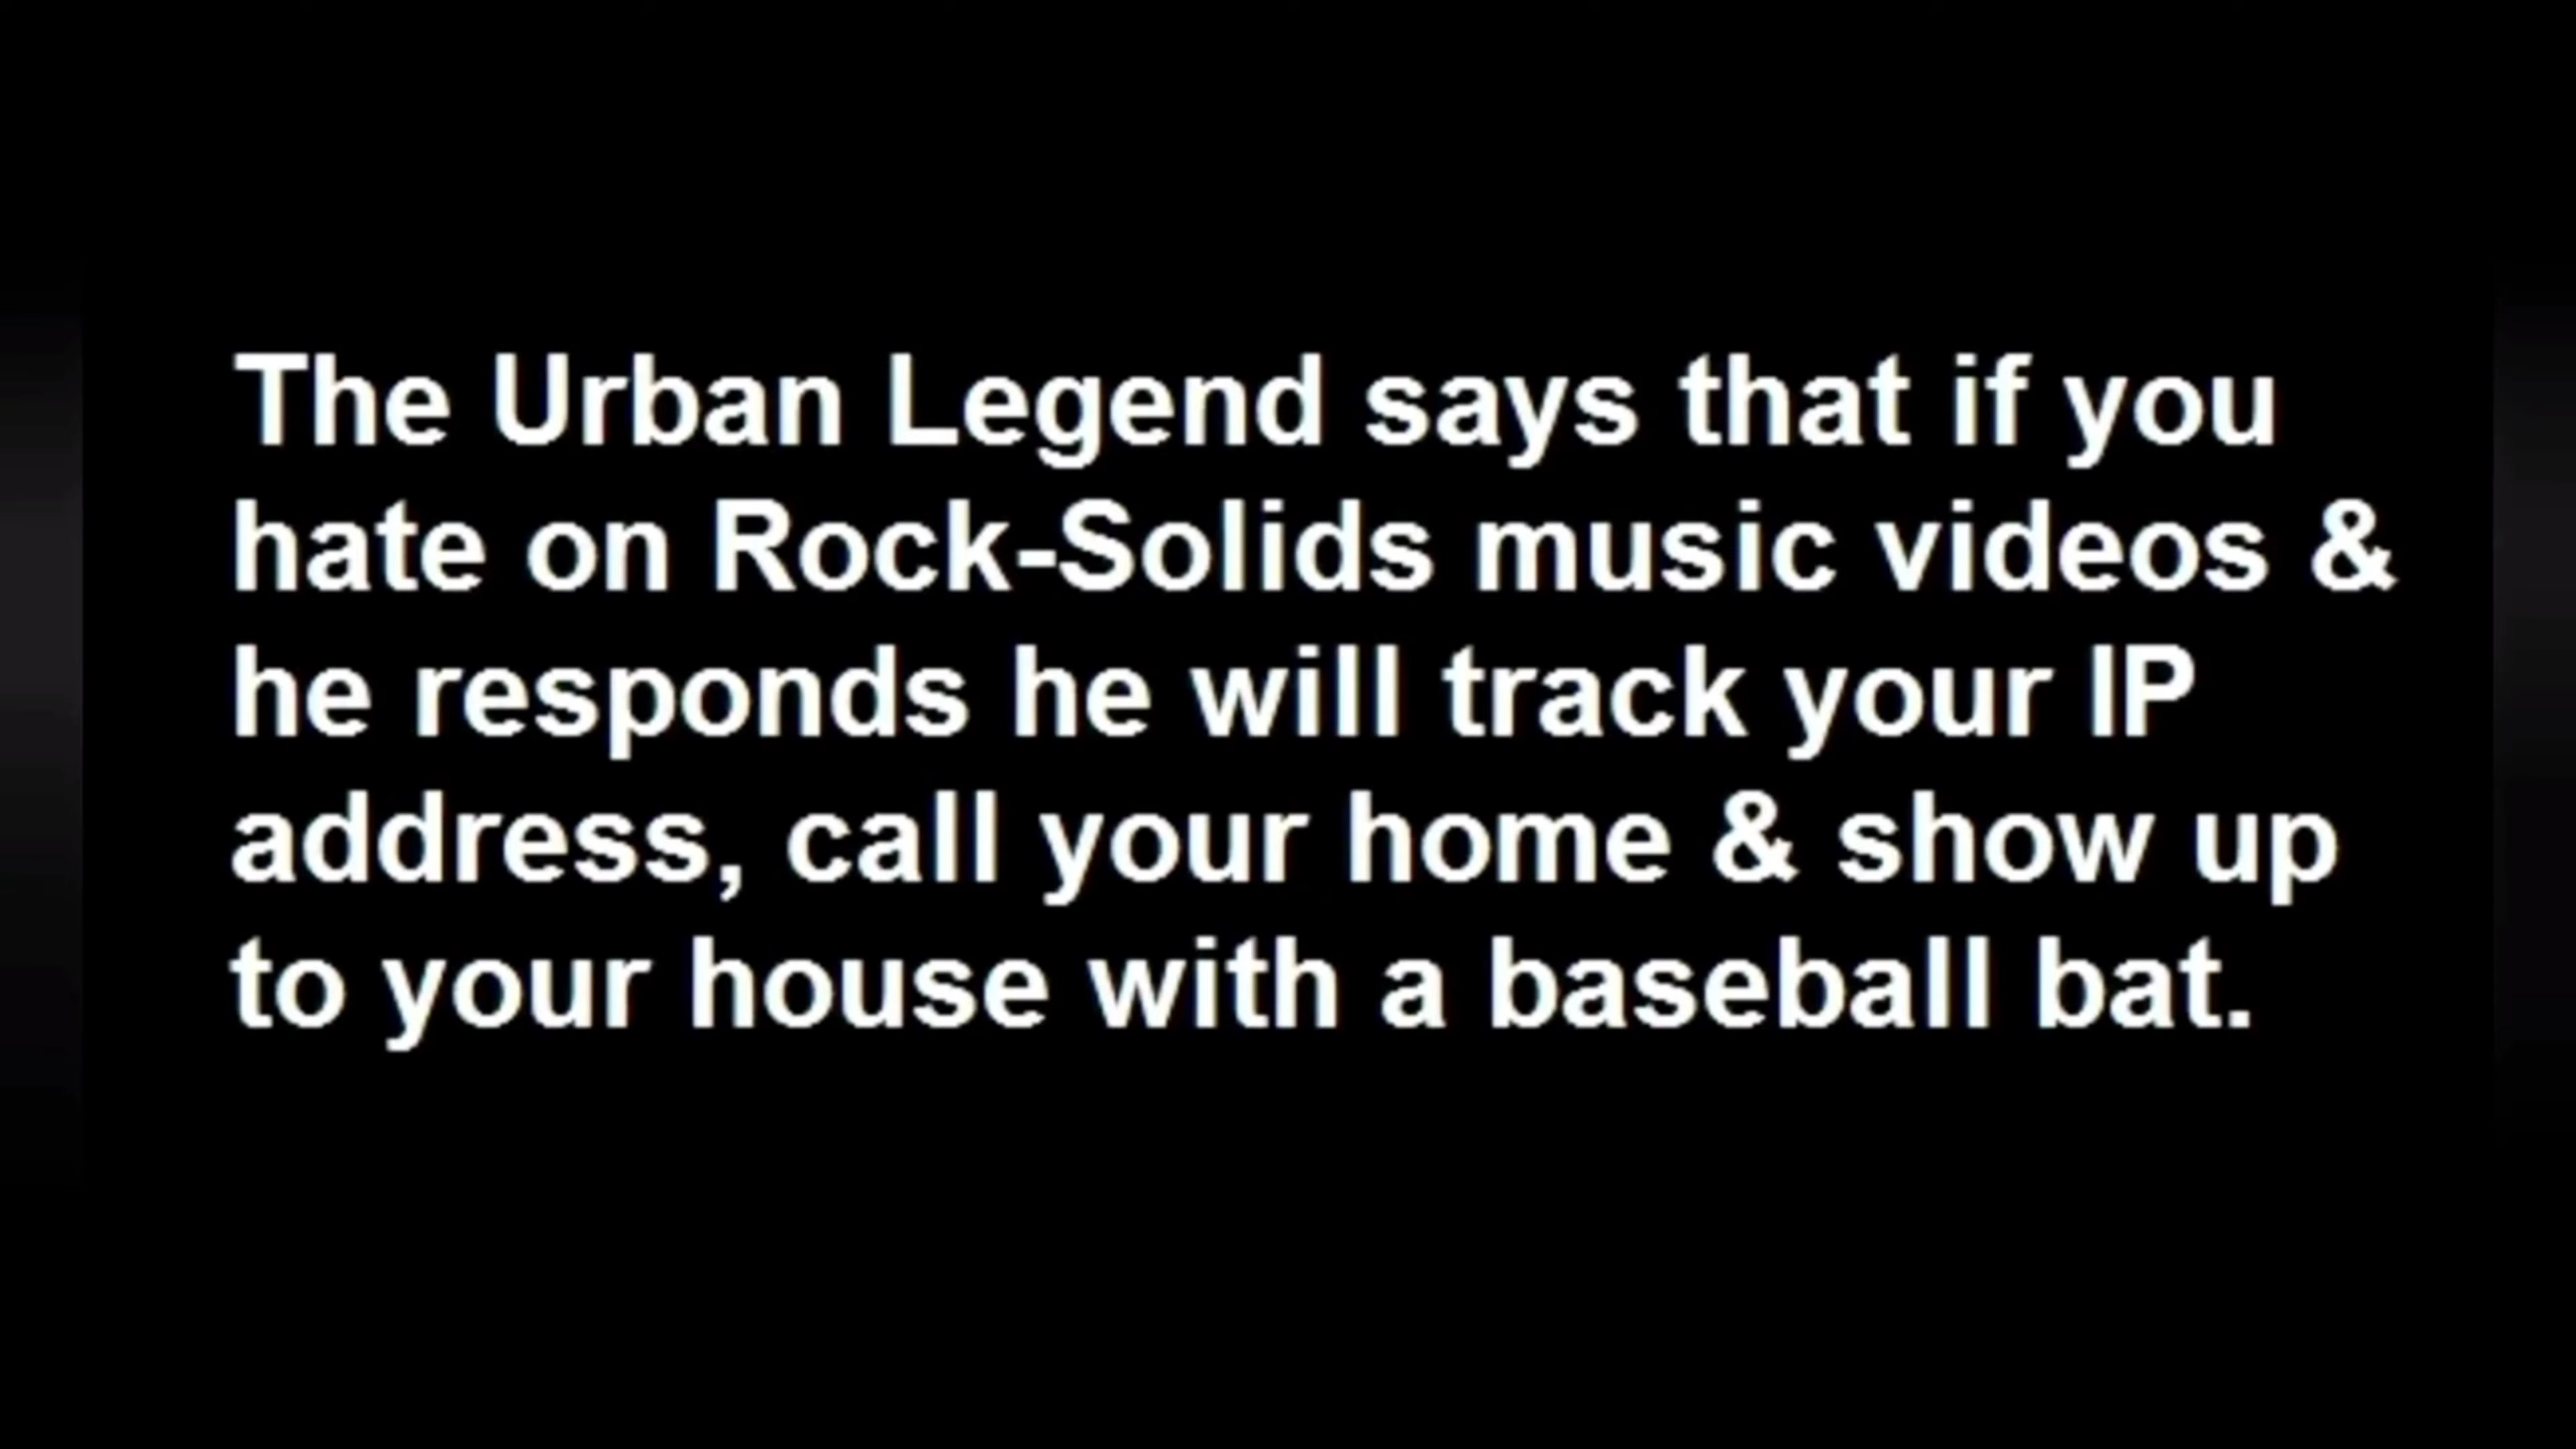 The Urban Legend says that if you
hate on Rock-Solids music videos &
he responds he will track your IP
address, call your home & show up
to your house with a baseball bat.